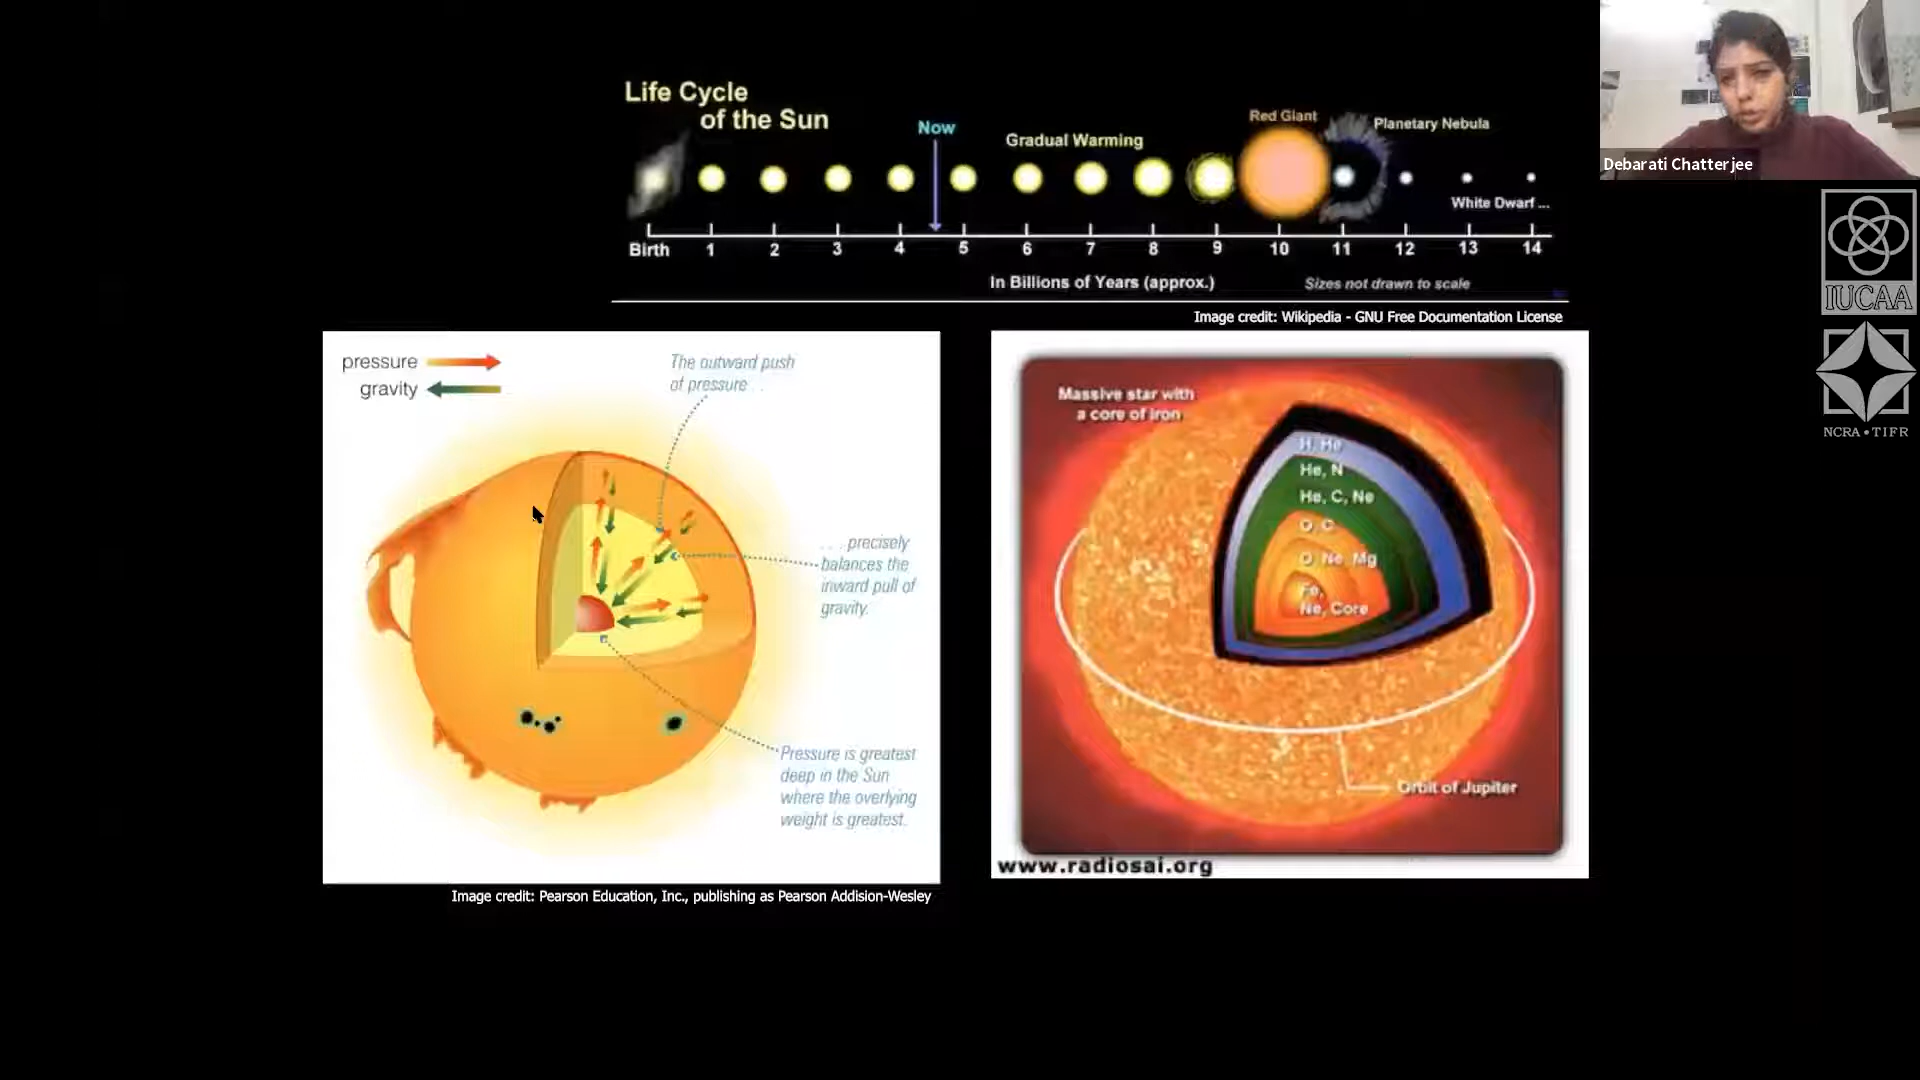 Life Cycle
of the Sun
Now
Gradual Warming
Red Giant
Planetary Nebula
White Dwarf ...
Birth 1 2 3 4 5 6 7 8 9 10 11 12 13 14
In Billions of Years (approx.)
Sizes not drawn to scale
Image credit: Wikipedia - GNU Free Documentation License
Debarati Chatterjee
IUCAA
NCRA • TIFR
pressure
gravity
The outward push
of pressure . .
. . . precisely
balances the
inward pull of
gravity.
Pressure is greatest
deep in the Sun
where the overlying
weight is greatest.
Image credit: Pearson Education, Inc., publishing as Pearson Addision-Wesley
Massive star with
a core of iron
H, He
He, N
He, C, Ne
O, C
O, Ne, Mg
Fe,
Ne, Core
Orbit of Jupiter
www.radiosai.org